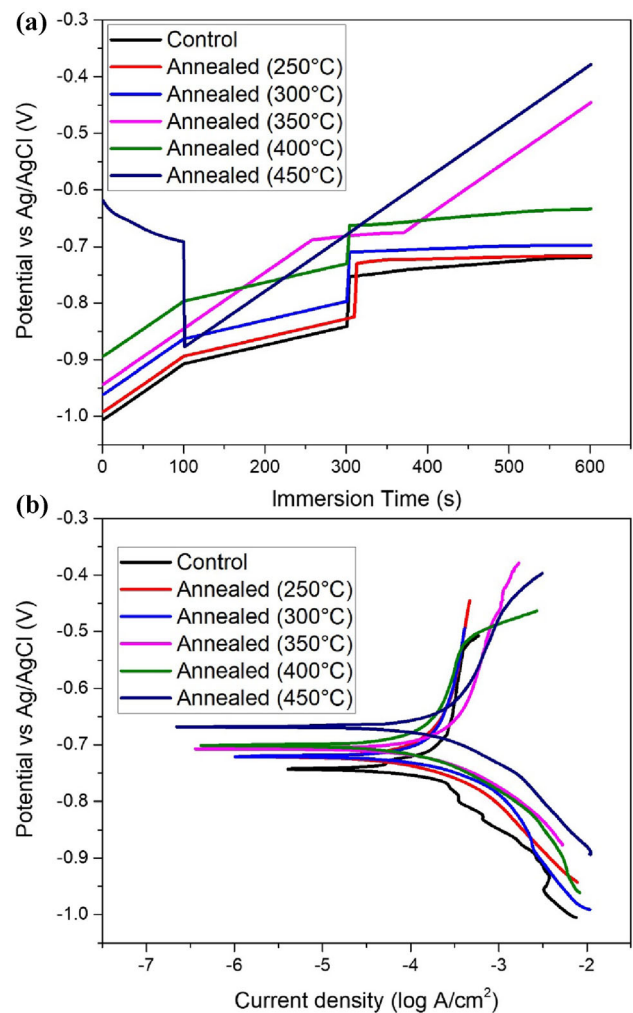 (a)
-0.3
-0.4
-0.5
-0.6
-0.7
-0.8
-0.9
-1.0
Potential vs Ag/AgCl (V)
Control
Annealed (250°C)
Annealed (300°C)
Annealed (350°C)
Annealed (400°C)
Annealed (450°C)
0 100 200 300 400 500 600
Immersion Time (s)
(b)
-0.3
-0.4
-0.5
-0.6
-0.7
-0.8
-0.9
-1.0
Potential vs Ag/AgCl (V)
Control
Annealed (250°C)
Annealed (300°C)
Annealed (350°C)
Annealed (400°C)
Annealed (450°C)
-7 -6 -5 -4 -3 -2
Current density (log A/cm²)